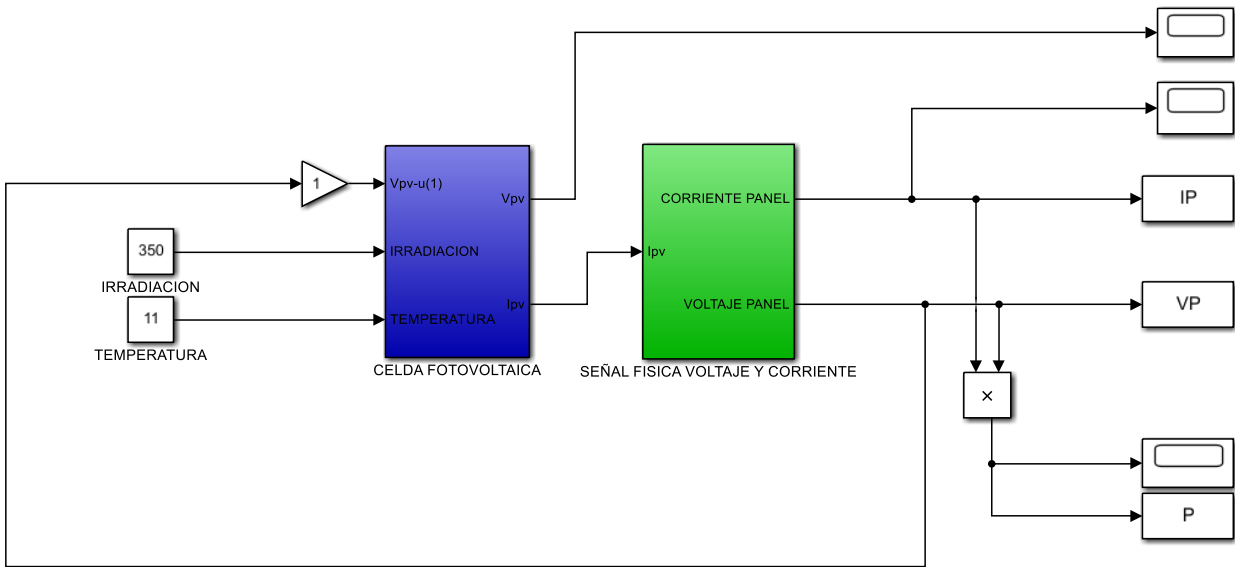 1
Vpv-u(1)
Vpv
CORRIENTE PANEL
IP
350
IRRADIACION
IRRADIACION
Ipv
11
TEMPERATURA
TEMPERATURA
Ipv
VOLTAJE PANEL
VP
CELDA FOTOVOLTAICA
SEÑAL FISICA VOLTAJE Y CORRIENTE
×
P